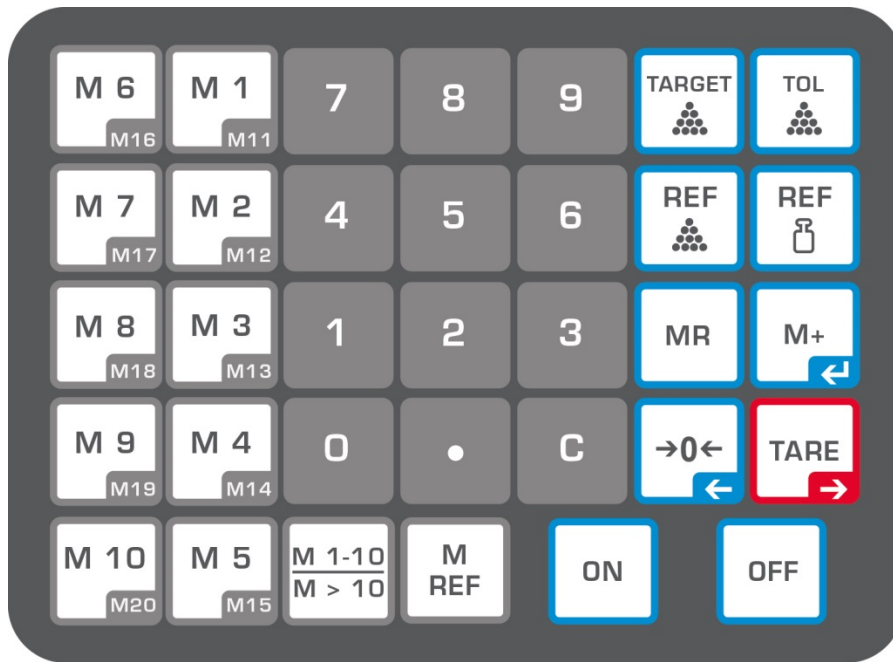 M 6 M 1 7 8 9 TARGET TOL
M16 M11
M 7 M 2 4 5 6 REF REF
M17 M12
M 8 M 3 1 2 3 MR M+
M18 M13
M 9 M 4 0 . C →0← TARE
M19 M14
M 10 M 5 M 1-10 M ON OFF
M > 10 REF
M20 M15